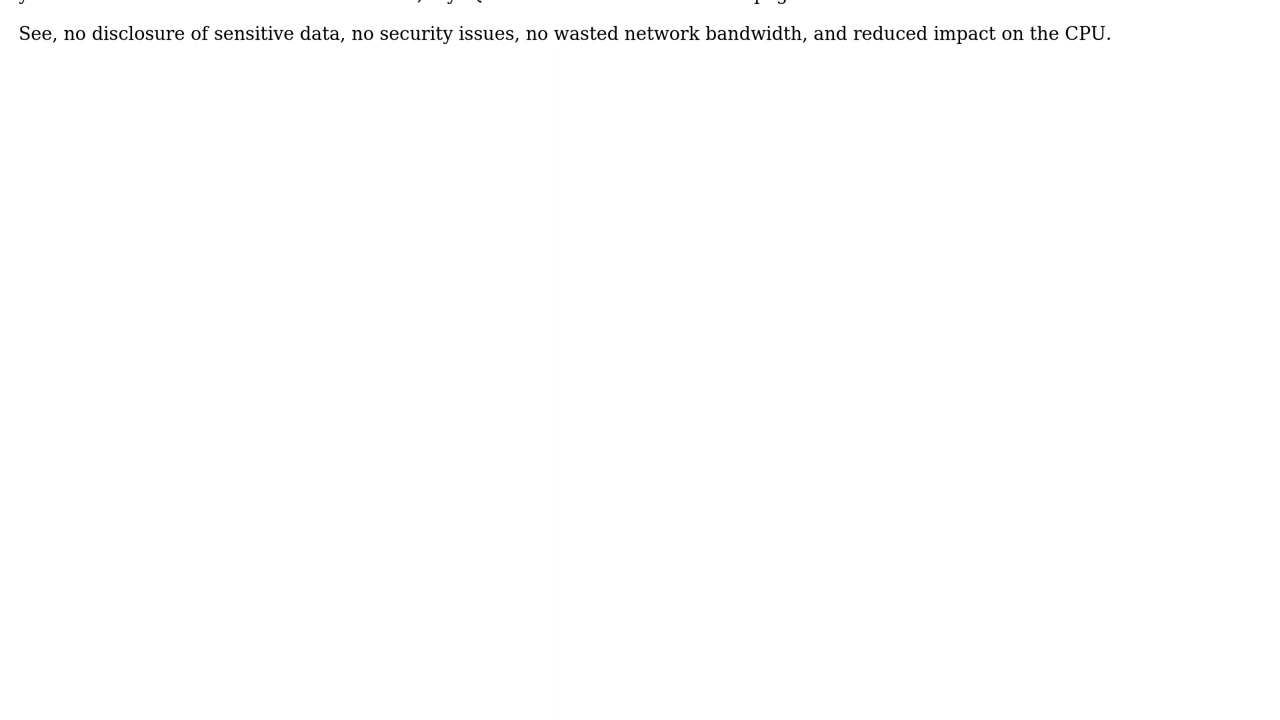 See, no disclosure of sensitive data, no security issues, no wasted network bandwidth, and reduced impact on the CPU.